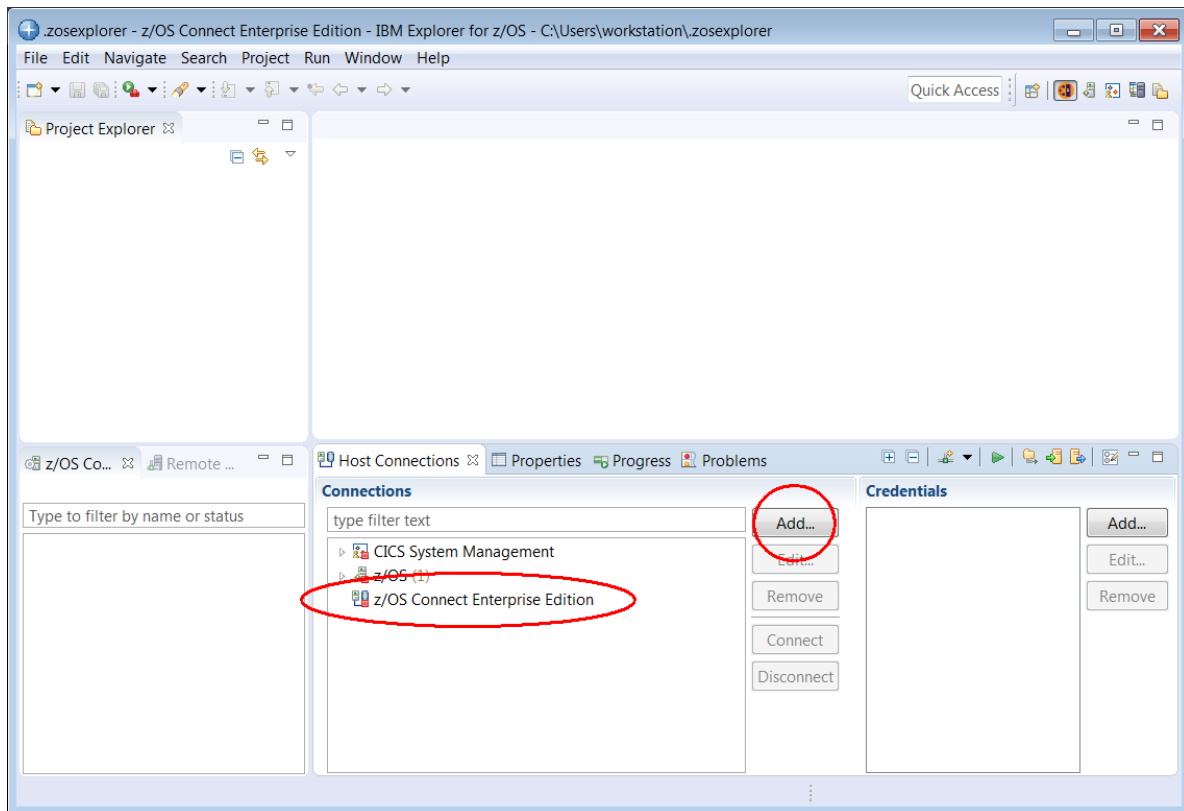 .zosexplorer - z/OS Connect Enterprise Edition - IBM Explorer for z/OS - C:\Users\workstation\.zosexplorer
File Edit Navigate Search Project Run Window Help
Quick Access
Project Explorer
z/OS Co... Remote ...
Type to filter by name or status
Host Connections Properties Progress Problems
Connections
type filter text
CICS System Management
z/OS (1)
z/OS Connect Enterprise Edition
Add...
Edit...
Remove
Connect
Disconnect
Credentials
Add...
Edit...
Remove